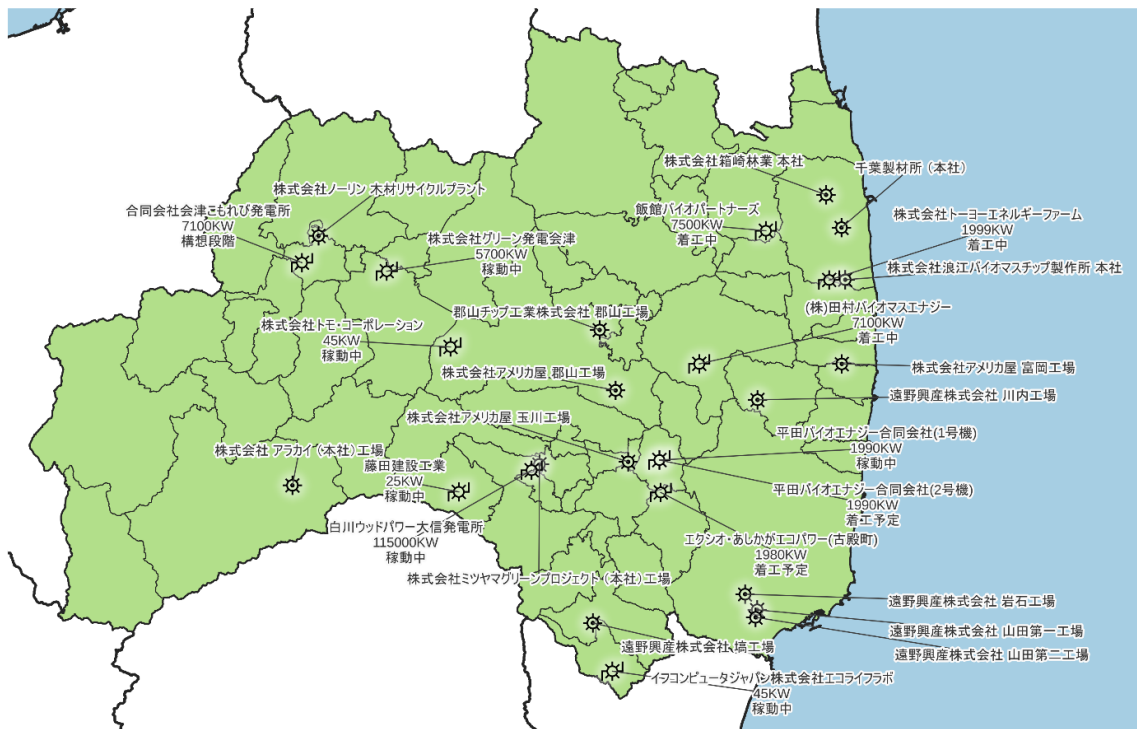 株式会社箱崎林業 本社
千葉製材所（本社）
株式会社ノーリン 木材リサイクルプラント
合同会社会津こもれび発電所
7100KW
構想段階
飯館バイオパートナーズ
7500KW
着工中
株式会社トーヨーエネルギーファーム
1999KW
着工中
株式会社グリーン発電会津
5700KW
稼動中
株式会社浪江バイオマスチップ製作所 本社
(株)田村バイオマスエナジー
7100KW
着工中
郡山チップ工業株式会社 郡山工場
株式会社トモ・コーポレーション
45KW
稼動中
株式会社アメリカ屋 郡山工場
株式会社アメリカ屋 富岡工場
遠野興産株式会社 川内工場
株式会社アメリカ屋 玉川工場
平田バイオエナジー合同会社(1号機)
1990KW
稼動中
株式会社 アラカイ（本社）工場
藤田建設工業
25KW
稼動中
平田バイオエナジー合同会社(2号機)
1990KW
着工予定
白川ウッドパワー大信発電所
115000KW
稼動中
エクシオ・あしかがエコパワー(古殿町)
1980KW
着工予定
株式会社ミツヤマグリーンプロジェクト（本社）工場
遠野興産株式会社 岩石工場
遠野興産株式会社 山田第一工場
遠野興産株式会社 塙工場
遠野興産株式会社 山田第二工場
イフコンピュータジャパン株式会社エコライフラボ
45KW
稼動中